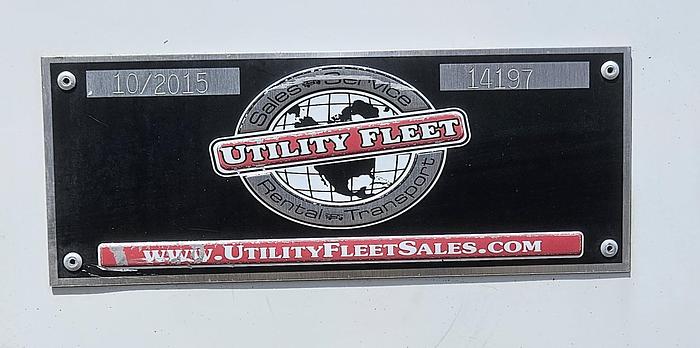 10/2015
14197
Sales Service
UTILITY FLEET
Rental Transport
WWW.UTILITYFLEETSALES.COM